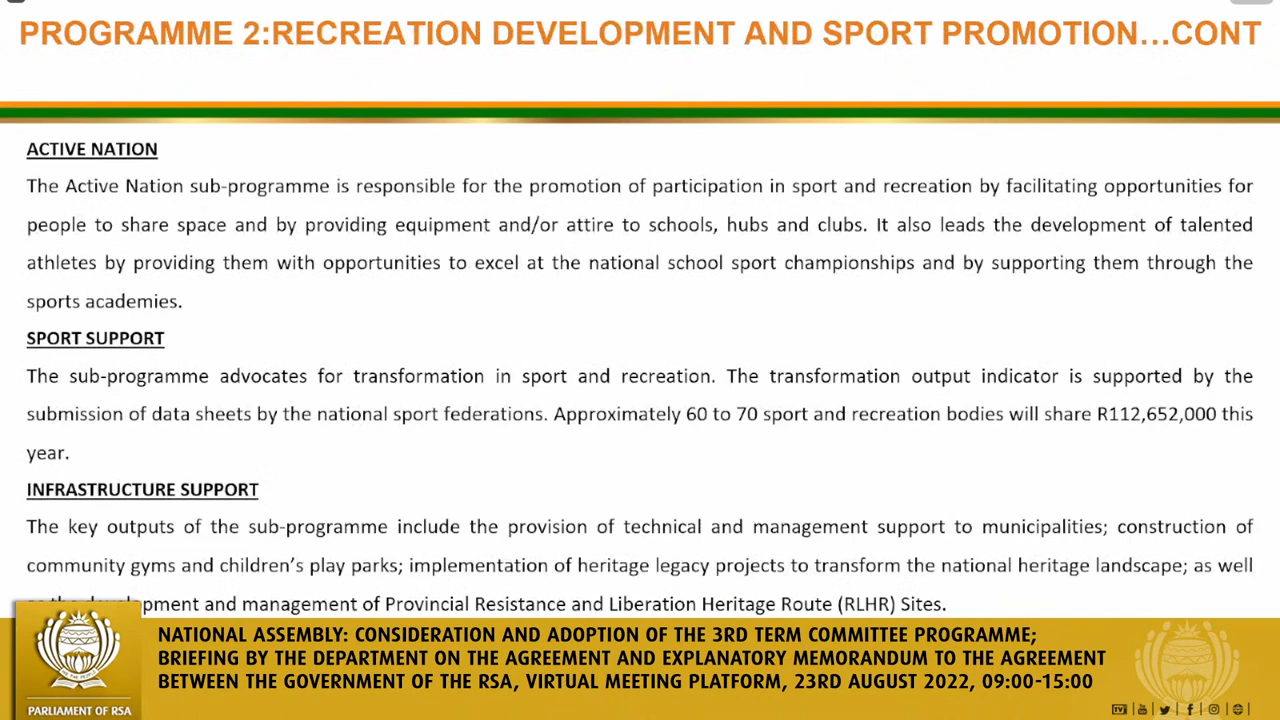 PROGRAMME 2:RECREATION DEVELOPMENT AND SPORT PROMOTION...CONT
ACTIVE NATION
The Active Nation sub-programme is responsible for the promotion of participation in sport and recreation by facilitating opportunities for
people to share space and by providing equipment and/or attire to schools, hubs and clubs. It also leads the development of talented
athletes by providing them with opportunities to excel at the national school sport championships and by supporting them through the
sports academies.
SPORT SUPPORT
The sub-programme advocates for transformation in sport and recreation. The transformation output indicator is supported by the
submission of data sheets by the national sport federations. Approximately 60 to 70 sport and recreation bodies will share R112,652,000 this
year.
INFRASTRUCTURE SUPPORT
The key outputs of the sub-programme include the provision of technical and management support to municipalities; construction of
community gyms and children's play parks; implementation of heritage legacy projects to transform the national heritage landscape; as well
as the development and management of Provincial Resistance and Liberation Heritage Route (RLHR) Sites.
NATIONAL ASSEMBLY: CONSIDERATION AND ADOPTION OF THE 3RD TERM COMMITTEE PROGRAMME;
BRIEFING BY THE DEPARTMENT ON THE AGREEMENT AND EXPLANATORY MEMORANDUM TO THE AGREEMENT
BETWEEN THE GOVERNMENT OF THE RSA, VIRTUAL MEETING PLATFORM, 23RD AUGUST 2022, 09:00-15:00
PARLIAMENT OF RSA